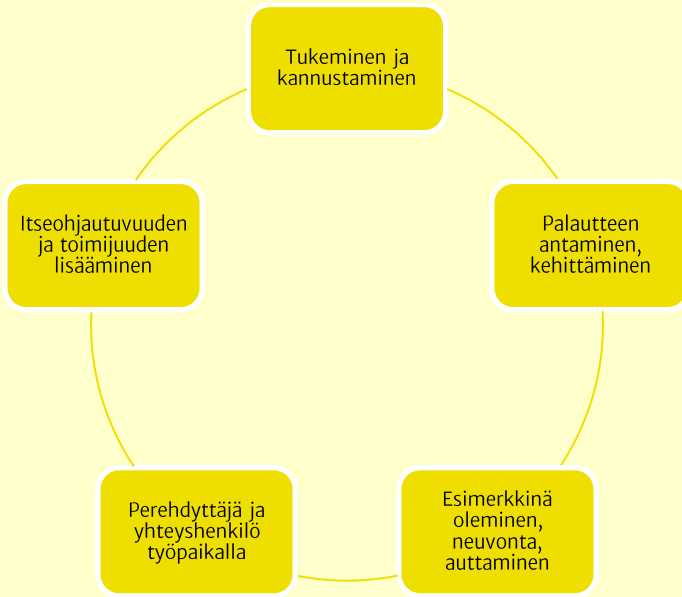 Tukeminen ja
kannustaminen
Palautteen
antaminen,
kehittäminen
Esimerkkinä
oleminen,
neuvonta,
auttaminen
Perehdyttäjä ja
yhteyshenkilö
työpaikalla
Itseohjautuvuuden
ja toimijuuden
lisääminen